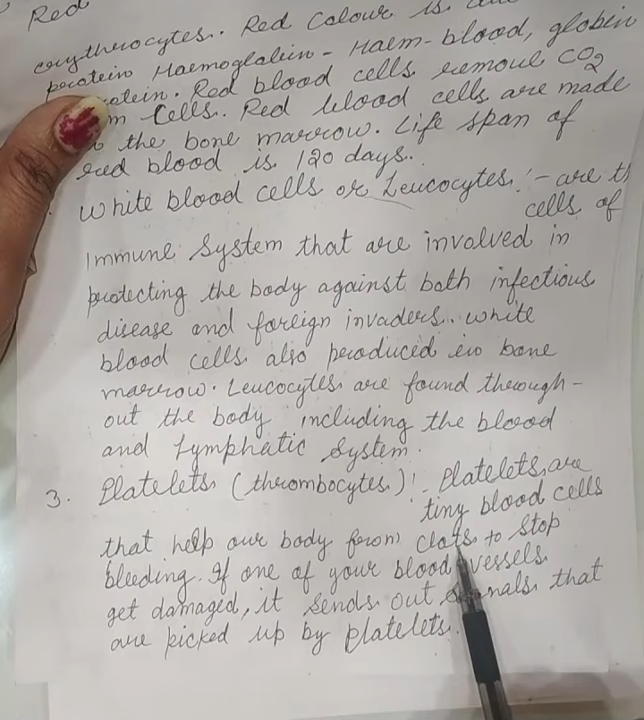 Red
erythrocytes. Red Colour is
protein Haemoglobin - Haem-blood, globin
otein. Red blood cells remove CO2
m Cells. Red blood cells are made
the bone marrow. Life span of
red blood is 120 days.
White blood cells or Leucocytes :- are th
cells of
Immune System that are involved in
protecting the body against both infectious
disease and foreign invaders. white
blood cells also produced in bone
marrow. Leucocytes are found through-
out the body including the bloood
and Lymphatic System.
3. Platelets (thrombocytes) :- Platelets are
tiny blood cells
that help our body form clots to stop
bleeding. If one of your blood vessels
get damaged, it sends out signals that
are picked up by platelets.